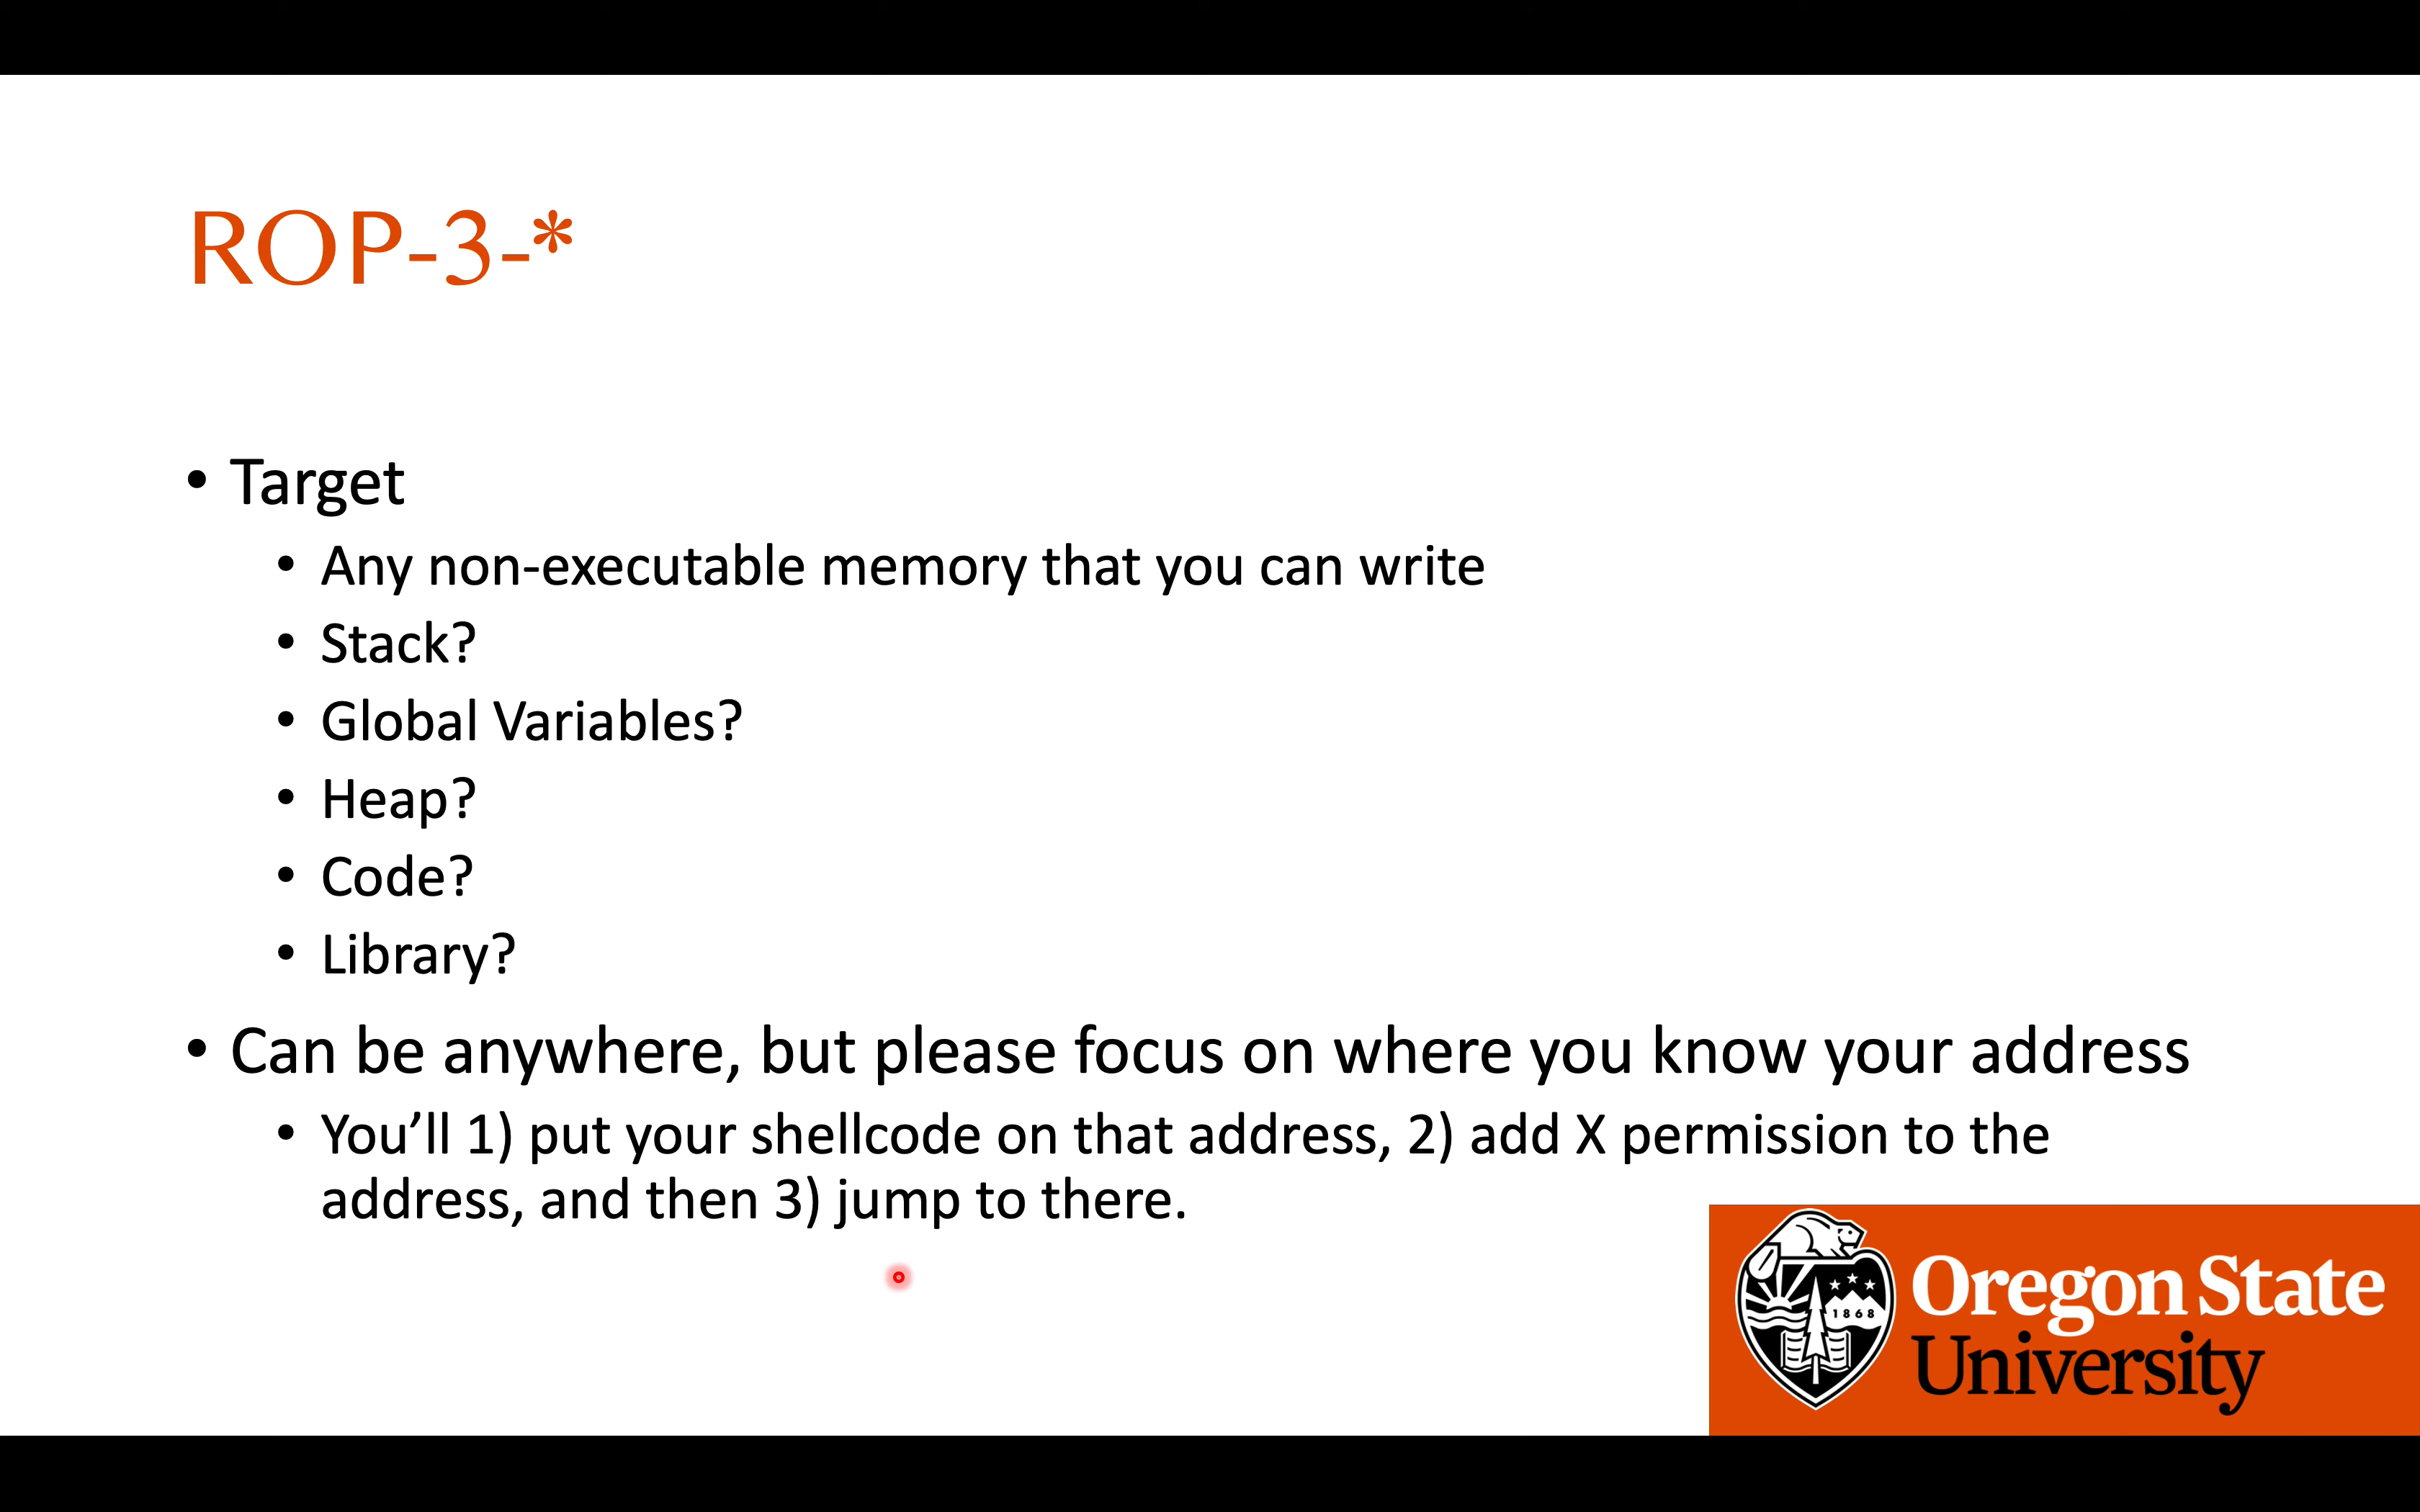 ROP-3-*
• Target
• Any non-executable memory that you can write
• Stack?
• Global Variables?
• Heap?
• Code?
• Library?
• Can be anywhere, but please focus on where you know your address
• You’ll 1) put your shellcode on that address, 2) add X permission to the
address, and then 3) jump to there.
1868
Oregon State
University